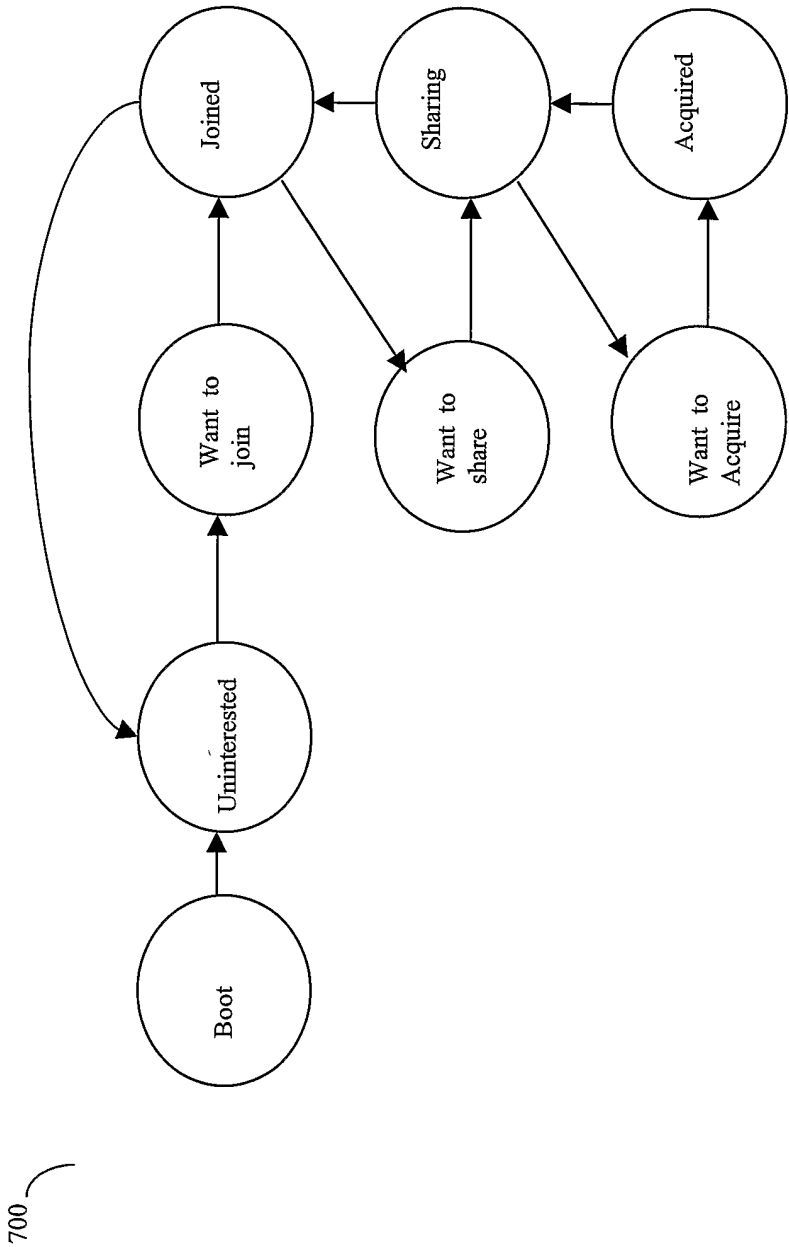 700
Boot
Uninterested
Want to
join
Joined
Want to
share
Sharing
Want to
Acquire
Acquired